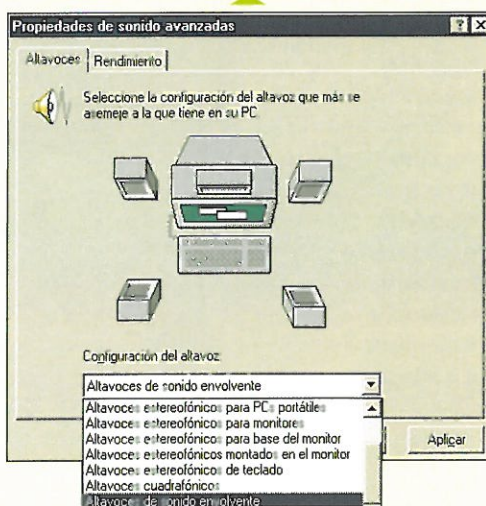 Propiedades de sonido avanzadas
Altavoces Rendimiento
Seleccione la configuración del altavoz que más se
asemeje a la que tiene en su PC.
Configuración del altavoz:
Altavoces de sonido envolvente
Altavoces estereofónicos para PCs portátiles
Altavoces estereofónicos para monitores
Altavoces estereofónicos para base del monitor
Altavoces estereofónicos montados en el monitor
Aplicar
Altavoces estereofónicos de teclado
Altavoces cuadrafónicos
Altavoces de sonido envolvente